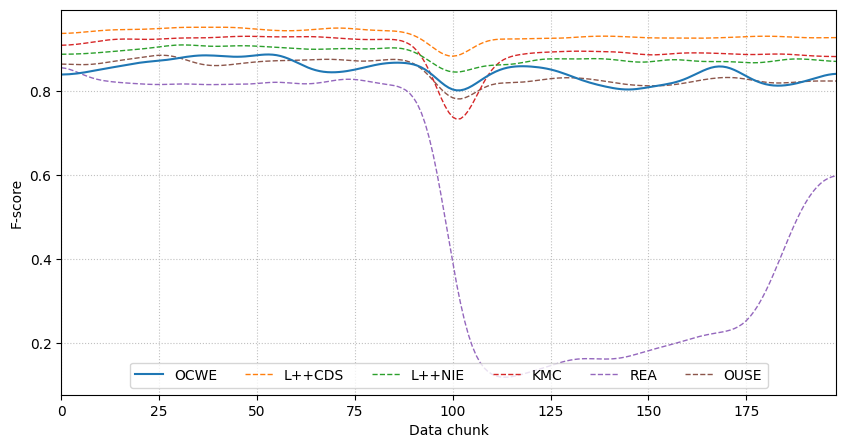 F-score
0.8
0.6
0.4
0.2
OCWE L++CDS L++NIE KMC REA OUSE
0 25 50 75 100 125 150 175
Data chunk